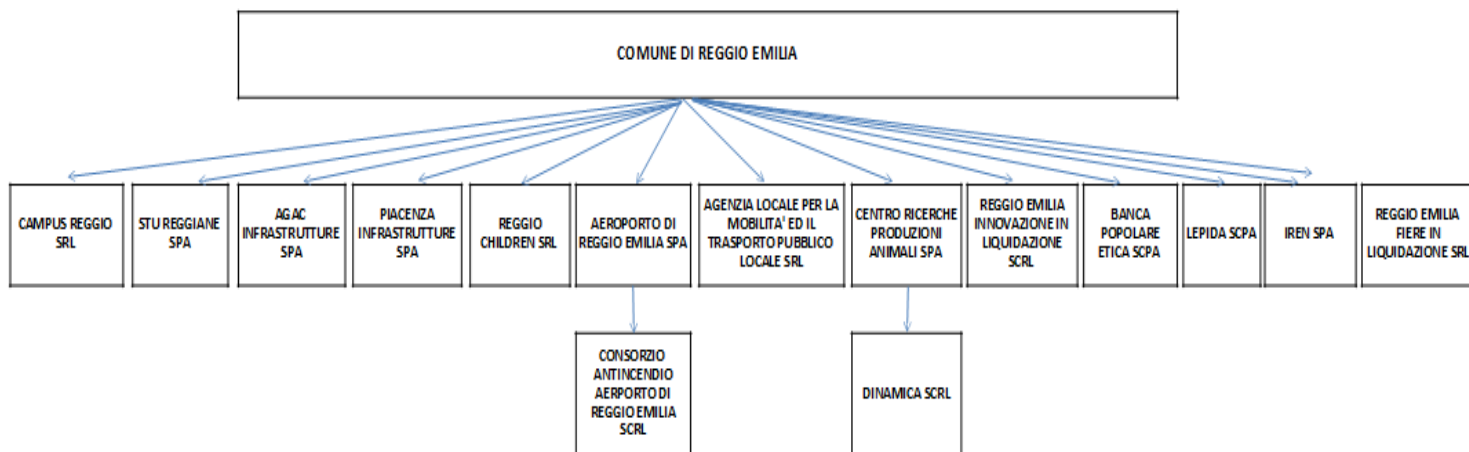 COMUNE DI REGGIO EMILIA
CAMPUS REGGIO
SRL
STU REGGIANE
SPA
AGAC
INFRASTRUTTURE
SPA
PIACENZA
INFRASTRUTTURE
SPA
REGGIO
CHILDREN SRL
AEROPORTO DI
REGGIO EMILIA SPA
AGENZIA LOCALE PER LA
MOBILITA' ED IL
TRASPORTO PUBBLICO
LOCALE SRL
CENTRO RICERCHE
PRODUZIONI
ANIMALI SPA
REGGIO EMILIA
INNOVAZIONE IN
LIQUIDAZIONE
SCRL
BANCA
POPOLARE
ETICA SCPA
LEPIDA SCPA
IREN SPA
REGGIO EMILIA
FIERE IN
LIQUIDAZIONE SRL
CONSORZIO
ANTINCENDIO
AERPORTO DI
REGGIO EMILIA
SCRL
DINAMICA SCRL